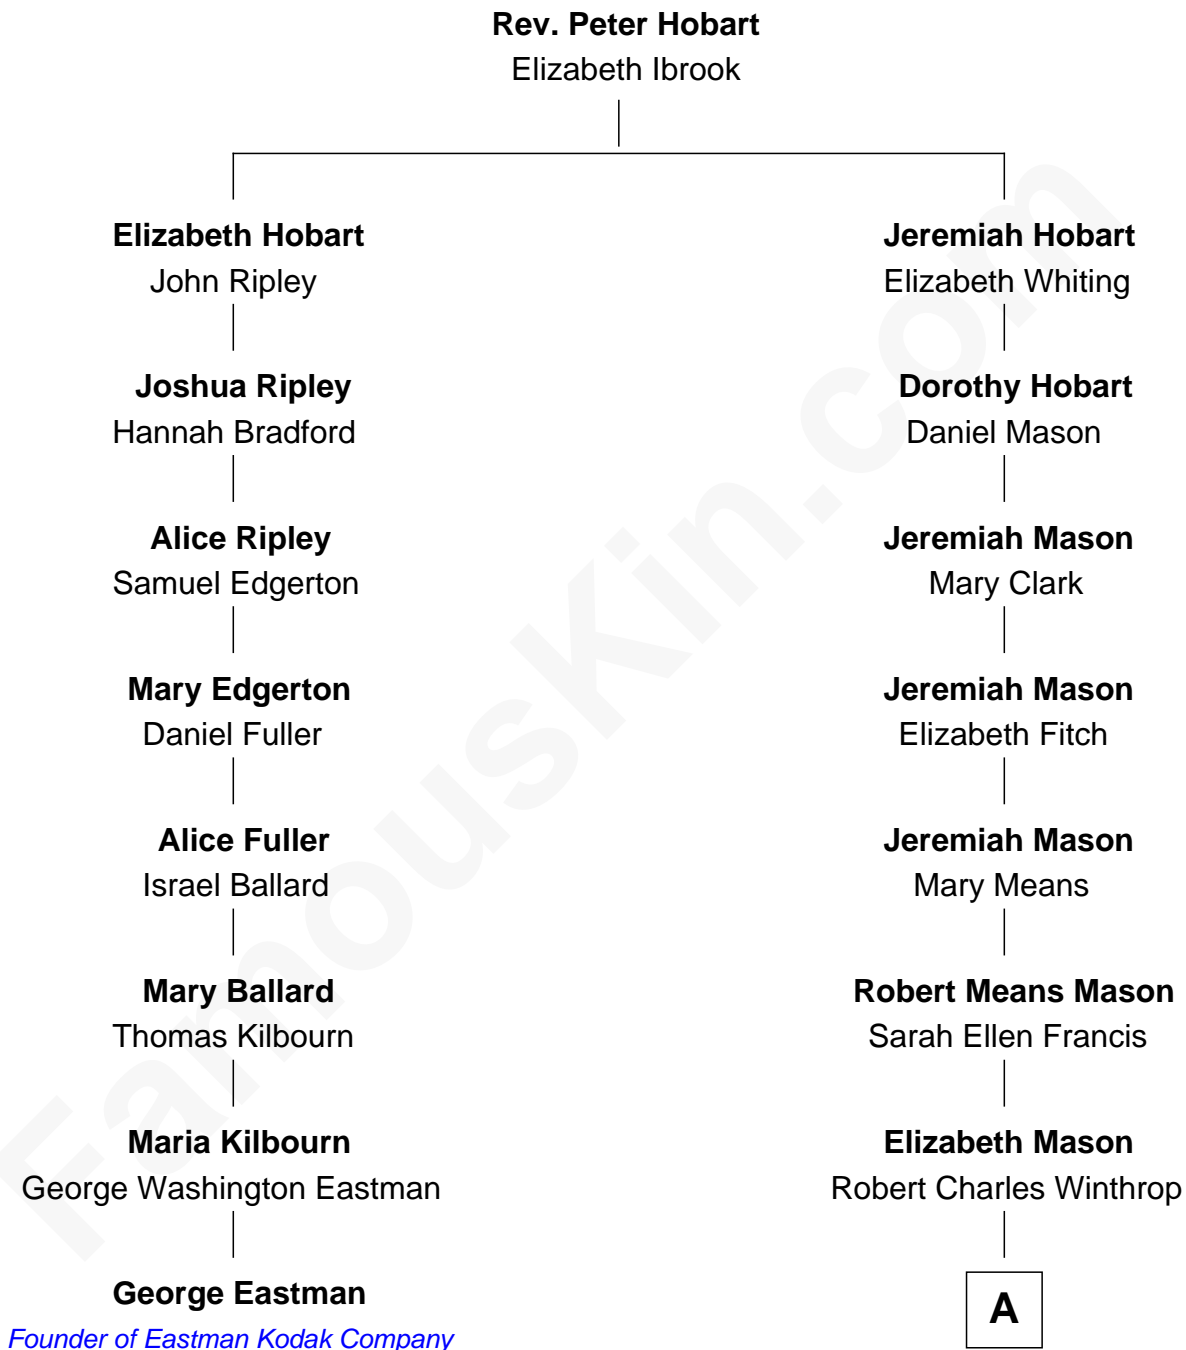 Rev. Peter Hobart
Elizabeth Ibrook
Elizabeth Hobart
John Ripley
Jeremiah Hobart
Elizabeth Whiting
Joshua Ripley
Hannah Bradford
Dorothy Hobart
Daniel Mason
Alice Ripley
Samuel Edgerton
Jeremiah Mason
Mary Clark
Mary Edgerton
Daniel Fuller
Jeremiah Mason
Elizabeth Fitch
Alice Fuller
Israel Ballard
Jeremiah Mason
Mary Means
Mary Ballard
Thomas Kilbourn
Robert Means Mason
Sarah Ellen Francis
Maria Kilbourn
George Washington Eastman
Elizabeth Mason
Robert Charles Winthrop
George Eastman
Founder of Eastman Kodak Company
A
FamousKin.com